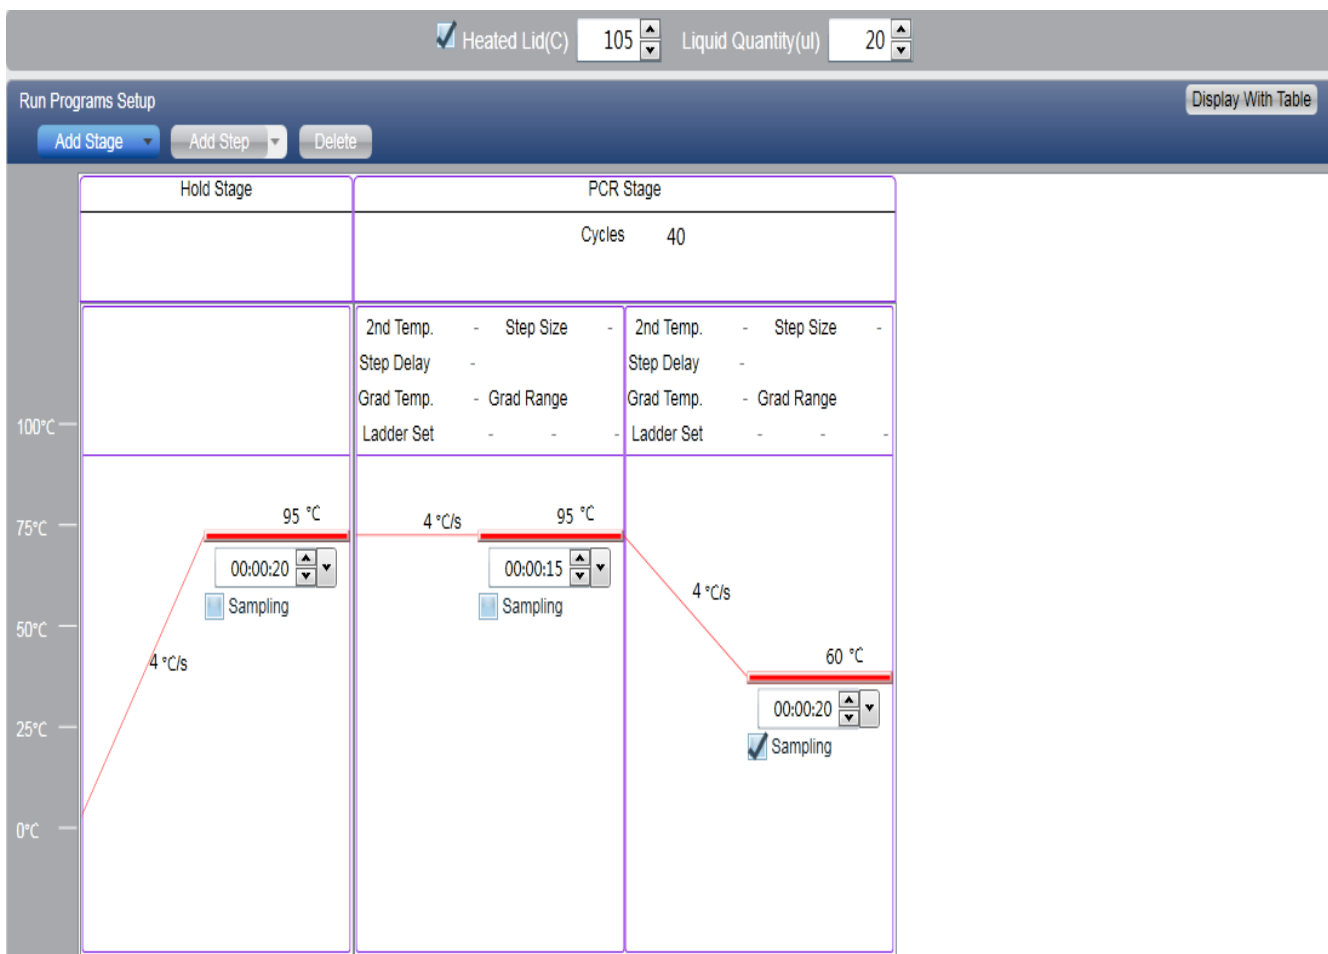 Heated Lid(C) 105 Liquid Quantity(ul) 20
Run Programs Setup
Display With Table
Add Stage Add Step Delete
Hold Stage PCR Stage
Cycles 40
2nd Temp. - Step Size - 2nd Temp. - Step Size -
Step Delay - Step Delay -
Grad Temp. - Grad Range Grad Temp. - Grad Range
Ladder Set - - - Ladder Set - - -
100°C
95 °C 4 °C/s 95 °C
75°C
00:00:20 00:00:15
Sampling Sampling
4 °C/s
50°C
4 °C/s 60 °C
00:00:20
25°C
Sampling
0°C